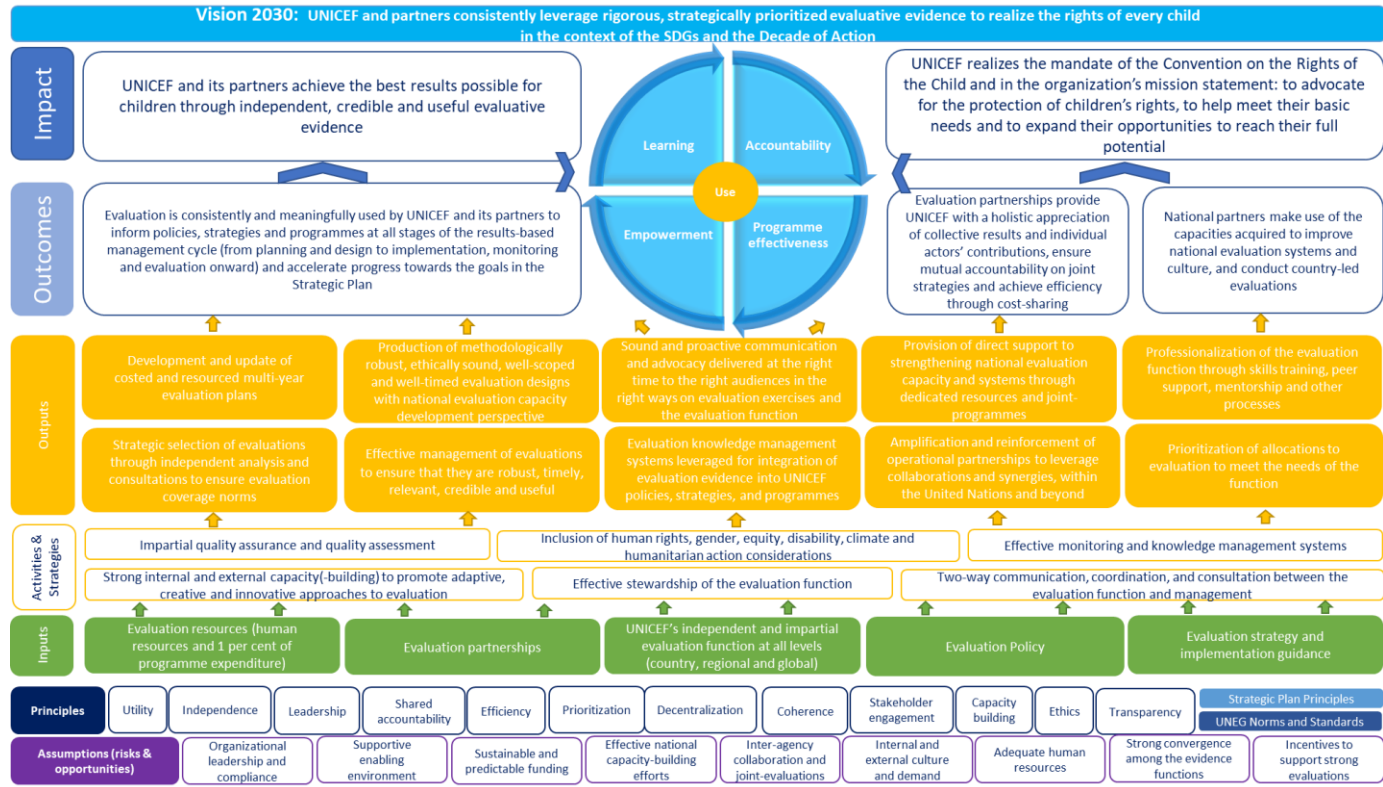 Vision 2030: UNICEF and partners consistently leverage rigorous, strategically prioritized evaluative evidence to realize the rights of every child
in the context of the SDGs and the Decade of Action
Impact
UNICEF and its partners achieve the best results possible for
children through independent, credible and useful evaluative
evidence
Learning
Accountability
Use
Empowerment
Programme
effectiveness
UNICEF realizes the mandate of the Convention on the Rights of
the Child and in the organization's mission statement: to advocate
for the protection of children's rights, to help meet their basic
needs and to expand their opportunities to reach their full
potential
Outcomes
Evaluation is consistently and meaningfully used by UNICEF and its partners to
inform policies, strategies and programmes at all stages of the results-based
management cycle (from planning and design to implementation, monitoring
and evaluation onward) and accelerate progress towards the goals in the
Strategic Plan
Evaluation partnerships provide
UNICEF with a holistic appreciation
of collective results and individual
actors' contributions, ensure
mutual accountability on joint
strategies and achieve efficiency
through cost-sharing
National partners make use of the
capacities acquired to improve
national evaluation systems and
culture, and conduct country-led
evaluations
Outputs
Development and update of
costed and resourced multi-year
evaluation plans
Production of methodologically
robust, ethically sound, well-scoped
and well-timed evaluation designs
with national evaluation capacity
development perspective
Sound and proactive communication
and advocacy delivered at the right
time to the right audiences in the
right ways on evaluation exercises
and the evaluation function
Provision of direct support to
strengthening national evaluation
capacity and systems through
dedicated resources and joint-
programmes
Professionalization of the evaluation
function through skills training, peer
support, mentorship and other
processes
Strategic selection of evaluations
through independent analysis and
consultations to ensure evaluation
coverage norms
Effective management of evaluations
to ensure that they are robust, timely,
relevant, credible and useful
Evaluation knowledge management
systems leveraged for integration of
evaluation evidence into UNICEF
policies, strategies, and programmes
Amplification and reinforcement of
operational partnerships to leverage
collaborations and synergies, within
the United Nations and beyond
Prioritization of allocations to
evaluation to meet the needs of the
function
Activities &
Strategies
Impartial quality assurance and quality assessment
Inclusion of human rights, gender, equity, disability, climate and
humanitarian action considerations
Effective monitoring and knowledge management systems
Strong internal and external capacity(-building) to promote adaptive,
creative and innovative approaches to evaluation
Effective stewardship of the evaluation function
Two-way communication, coordination, and consultation between the
evaluation function and management
Inputs
Evaluation resources (human
resources and 1 per cent of
programme expenditure)
Evaluation partnerships
UNICEF's independent and impartial
evaluation function at all levels
(country, regional and global)
Evaluation Policy
Evaluation strategy and
implementation guidance
Principles
Utility
Independence
Leadership
Shared
accountability
Efficiency
Prioritization
Decentralization
Coherence
Stakeholder
engagement
Capacity
building
Ethics
Transparency
Strategic Plan Principles
UNEG Norms and Standards
Assumptions (risks &
opportunities)
Organizational
leadership and
compliance
Supportive
enabling
environment
Sustainable and
predictable funding
Effective national
capacity-building
efforts
Inter-agency
collaboration and
joint-evaluations
Internal and
external culture
and demand
Adequate human
resources
Strong convergence
among the evidence
functions
Incentives to
support strong
evaluations